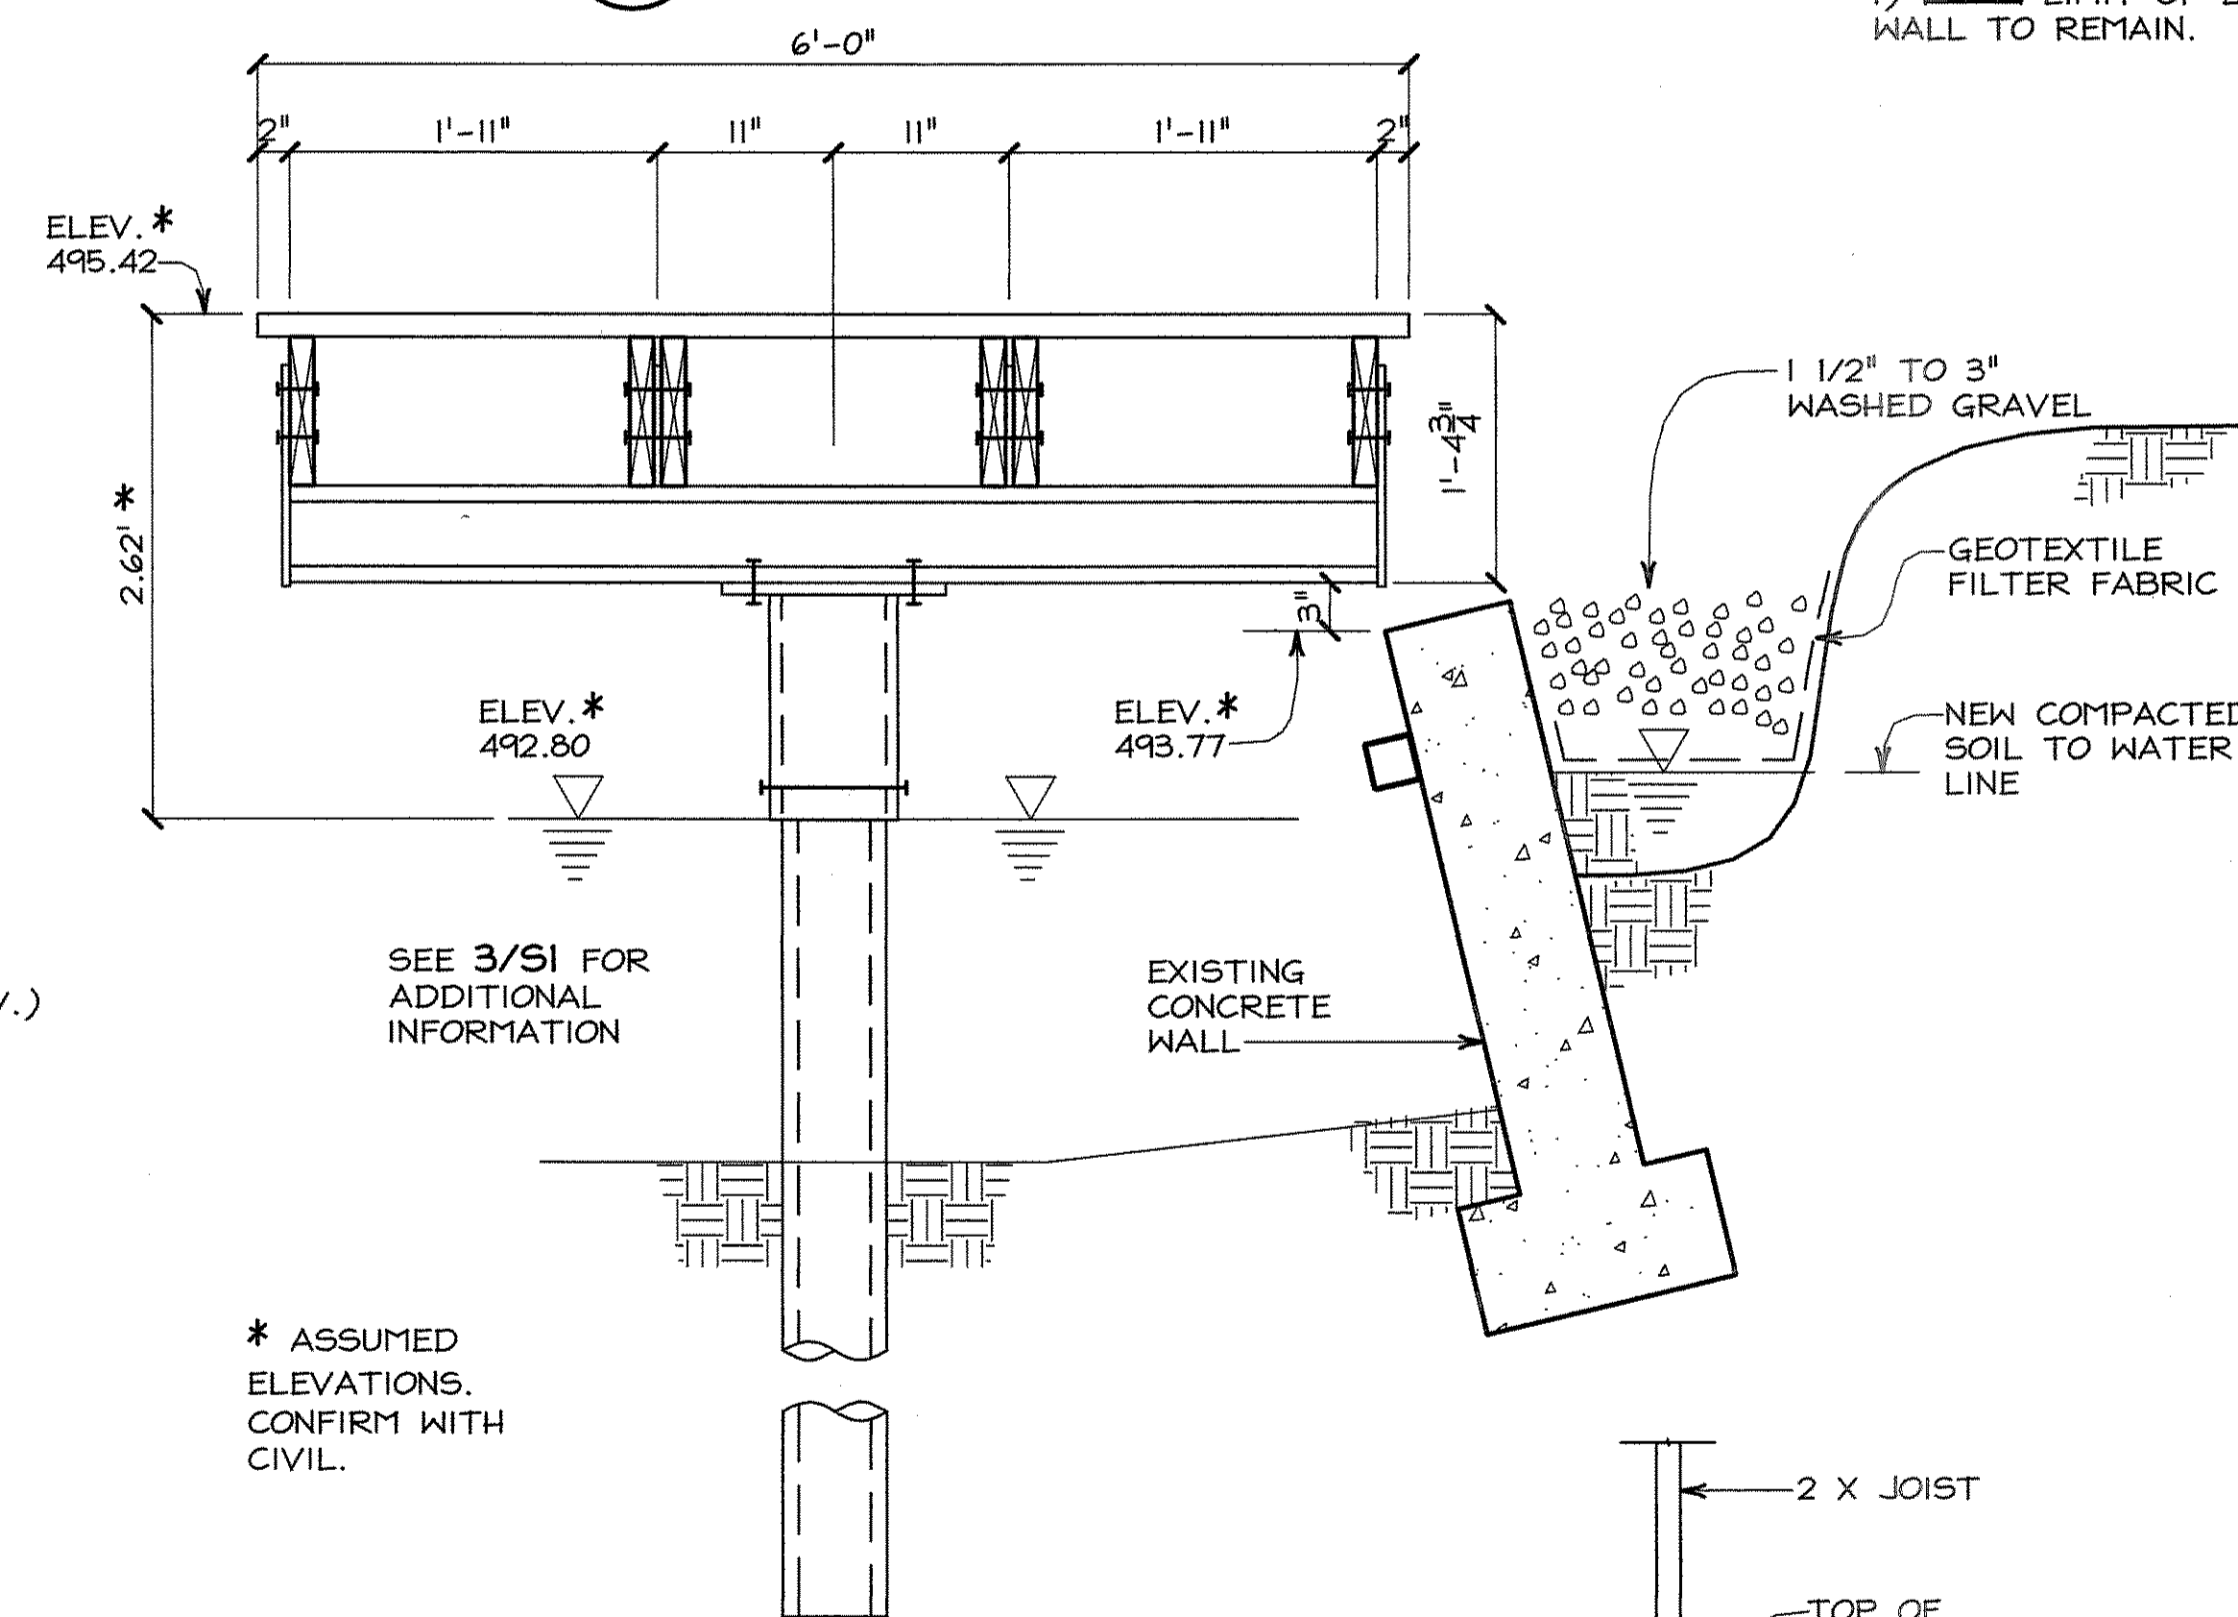 WALL TO REMAIN.
6'-0"
2" 1'-11" 11" 11" 1'-11" 2"
ELEV.*
495.42
1 1/2" TO 3"
WASHED GRAVEL
1'-4 3/4"
2.62' *
GEOTEXTILE
FILTER FABRIC
3"
ELEV.*
492.80
ELEV.*
493.77
NEW COMPACTED
SOIL TO WATER
LINE
SEE 3/S1 FOR
ADDITIONAL
INFORMATION
EXISTING
CONCRETE
WALL
* ASSUMED
ELEVATIONS.
CONFIRM WITH
CIVIL.
2 X JOIST
TOP OF